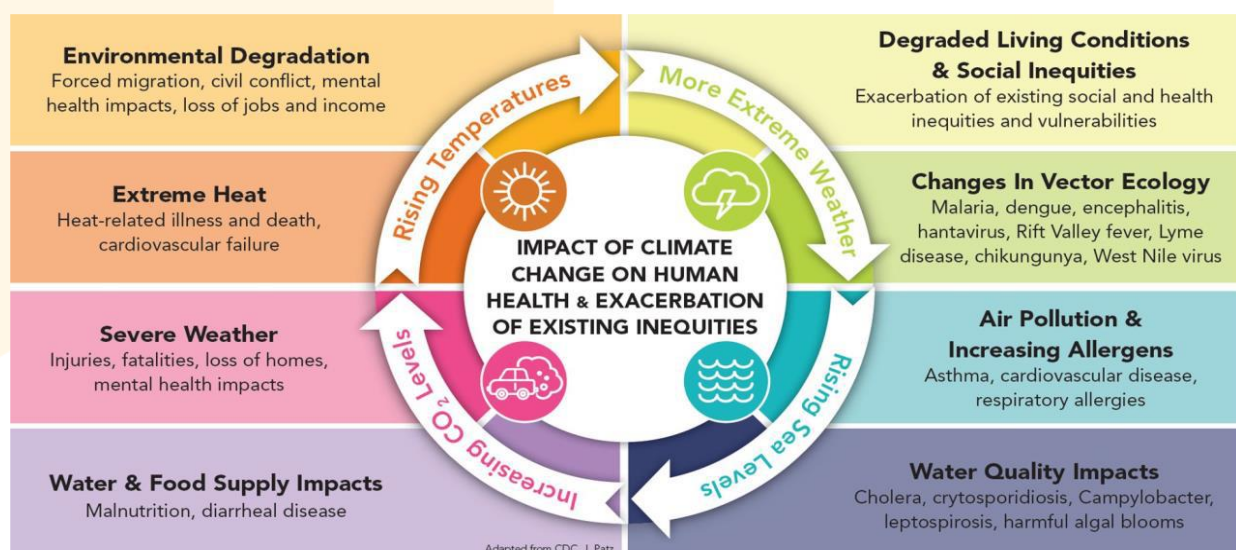 Environmental Degradation
Forced migration, civil conflict, mental
health impacts, loss of jobs and income
Extreme Heat
Heat-related illness and death,
cardiovascular failure
Severe Weather
Injuries, fatalities, loss of homes,
mental health impacts
Water & Food Supply Impacts
Malnutrition, diarrheal disease
Rising Temperatures
More Extreme Weather
Rising Sea Levels
Increasing CO₂ Levels
IMPACT OF CLIMATE
CHANGE ON HUMAN
HEALTH & EXACERBATION
OF EXISTING INEQUITIES
Degraded Living Conditions
& Social Inequities
Exacerbation of existing social and health
inequities and vulnerabilities
Changes In Vector Ecology
Malaria, dengue, encephalitis,
hantavirus, Rift Valley fever, Lyme
disease, chikungunya, West Nile virus
Air Pollution &
Increasing Allergens
Asthma, cardiovascular disease,
respiratory allergies
Water Quality Impacts
Cholera, crytosporidiosis, Campylobacter,
leptospirosis, harmful algal blooms
Adapted from CDC, J. Patz